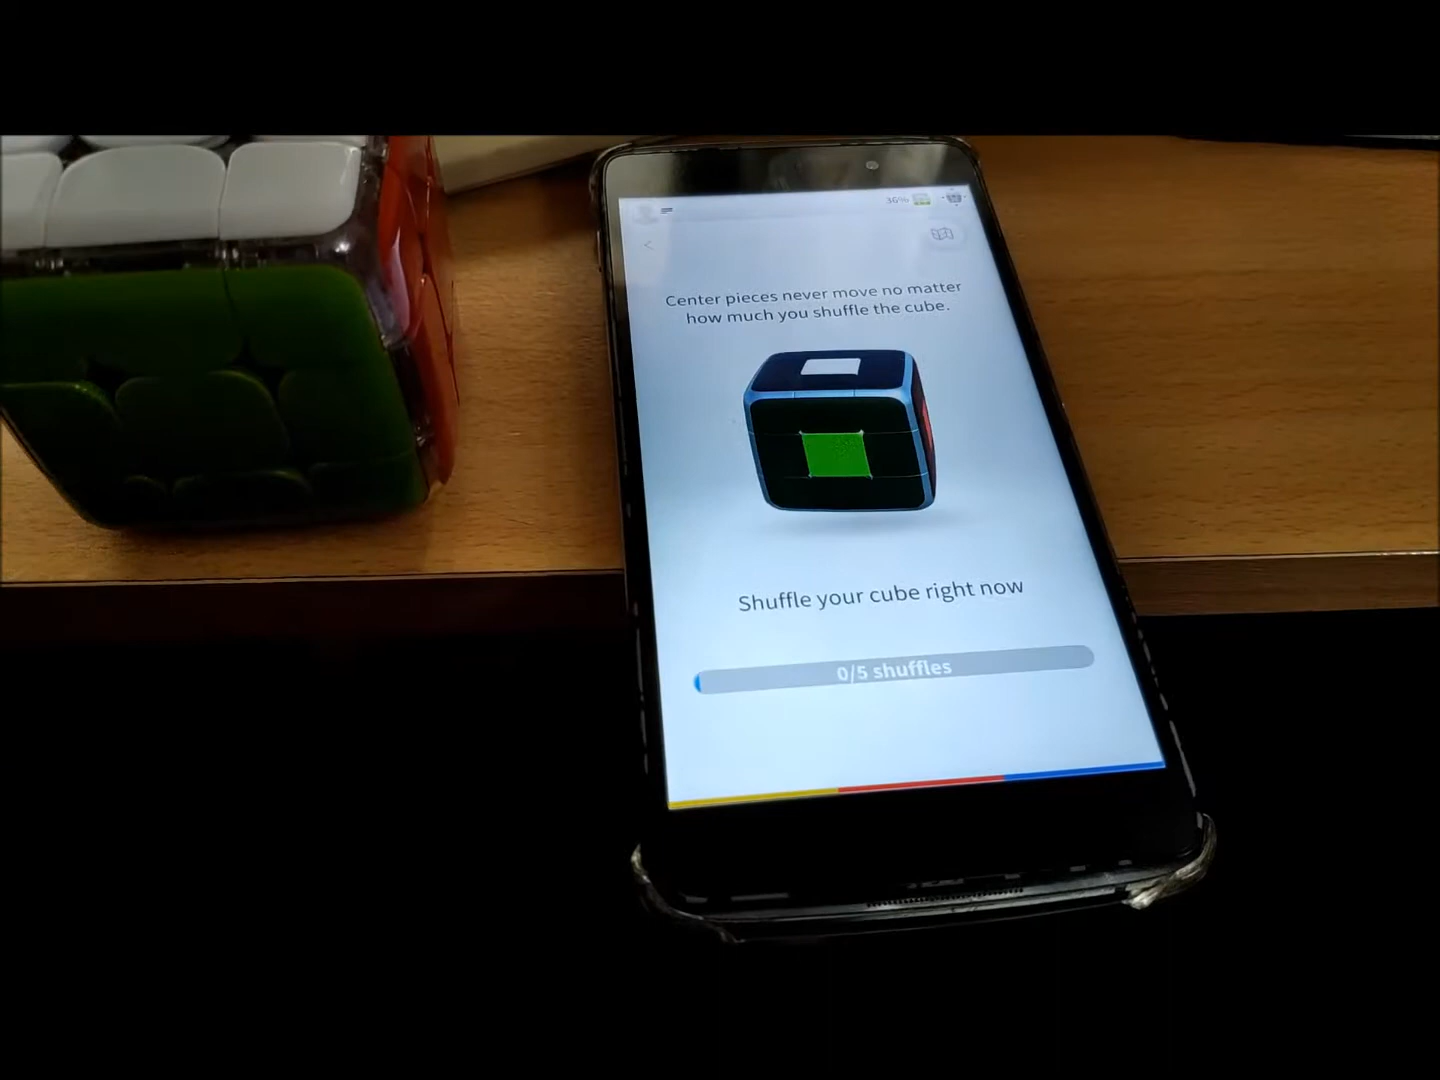 36%
<
Center pieces never move no matter
how much you shuffle the cube.
Shuffle your cube right now
0/5 shuffles